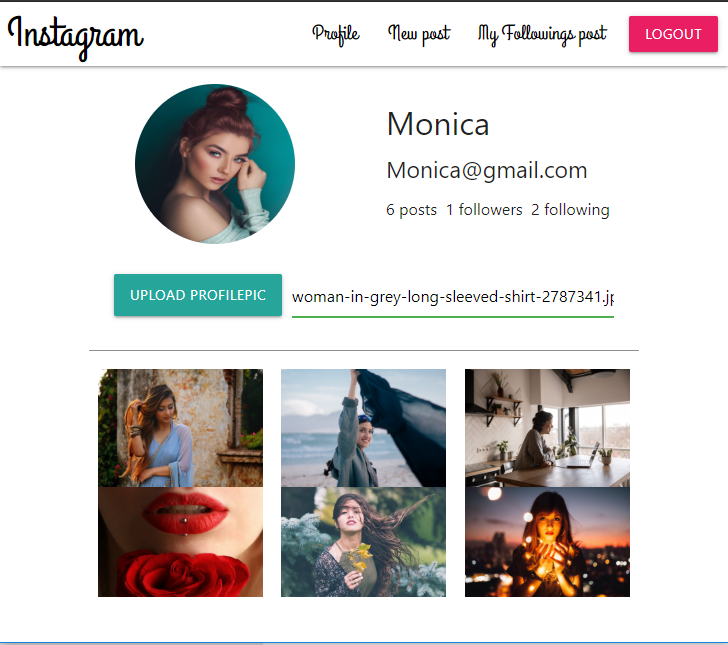 Instagram Profile New post My Followings post LOGOUT
Monica
Monica@gmail.com
6 posts 1 followers 2 following
UPLOAD PROFILEPIC woman-in-grey-long-sleeved-shirt-2787341.jp